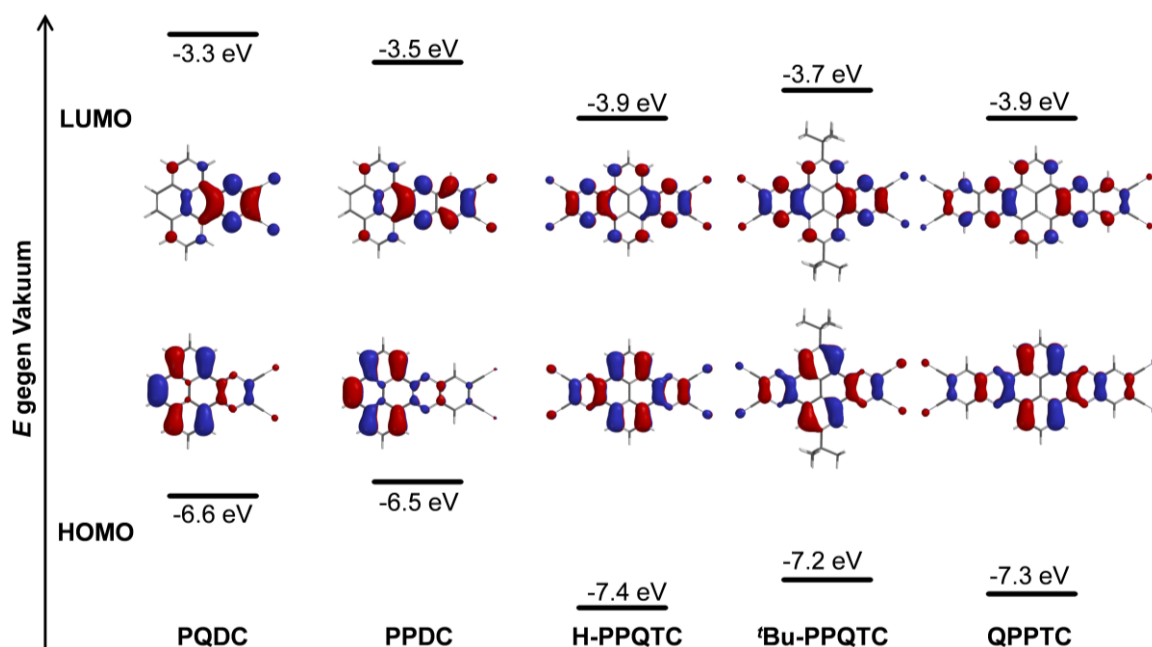 -3.3 eV
-3.5 eV
-3.7 eV
-3.9 eV
-3.9 eV
LUMO
E gegen Vakuum
-6.6 eV
-6.5 eV
HOMO
-7.2 eV
-7.4 eV
-7.3 eV
PQDC
PPDC
H-PPQTC
ᵗBu-PPQTC
QPPTC